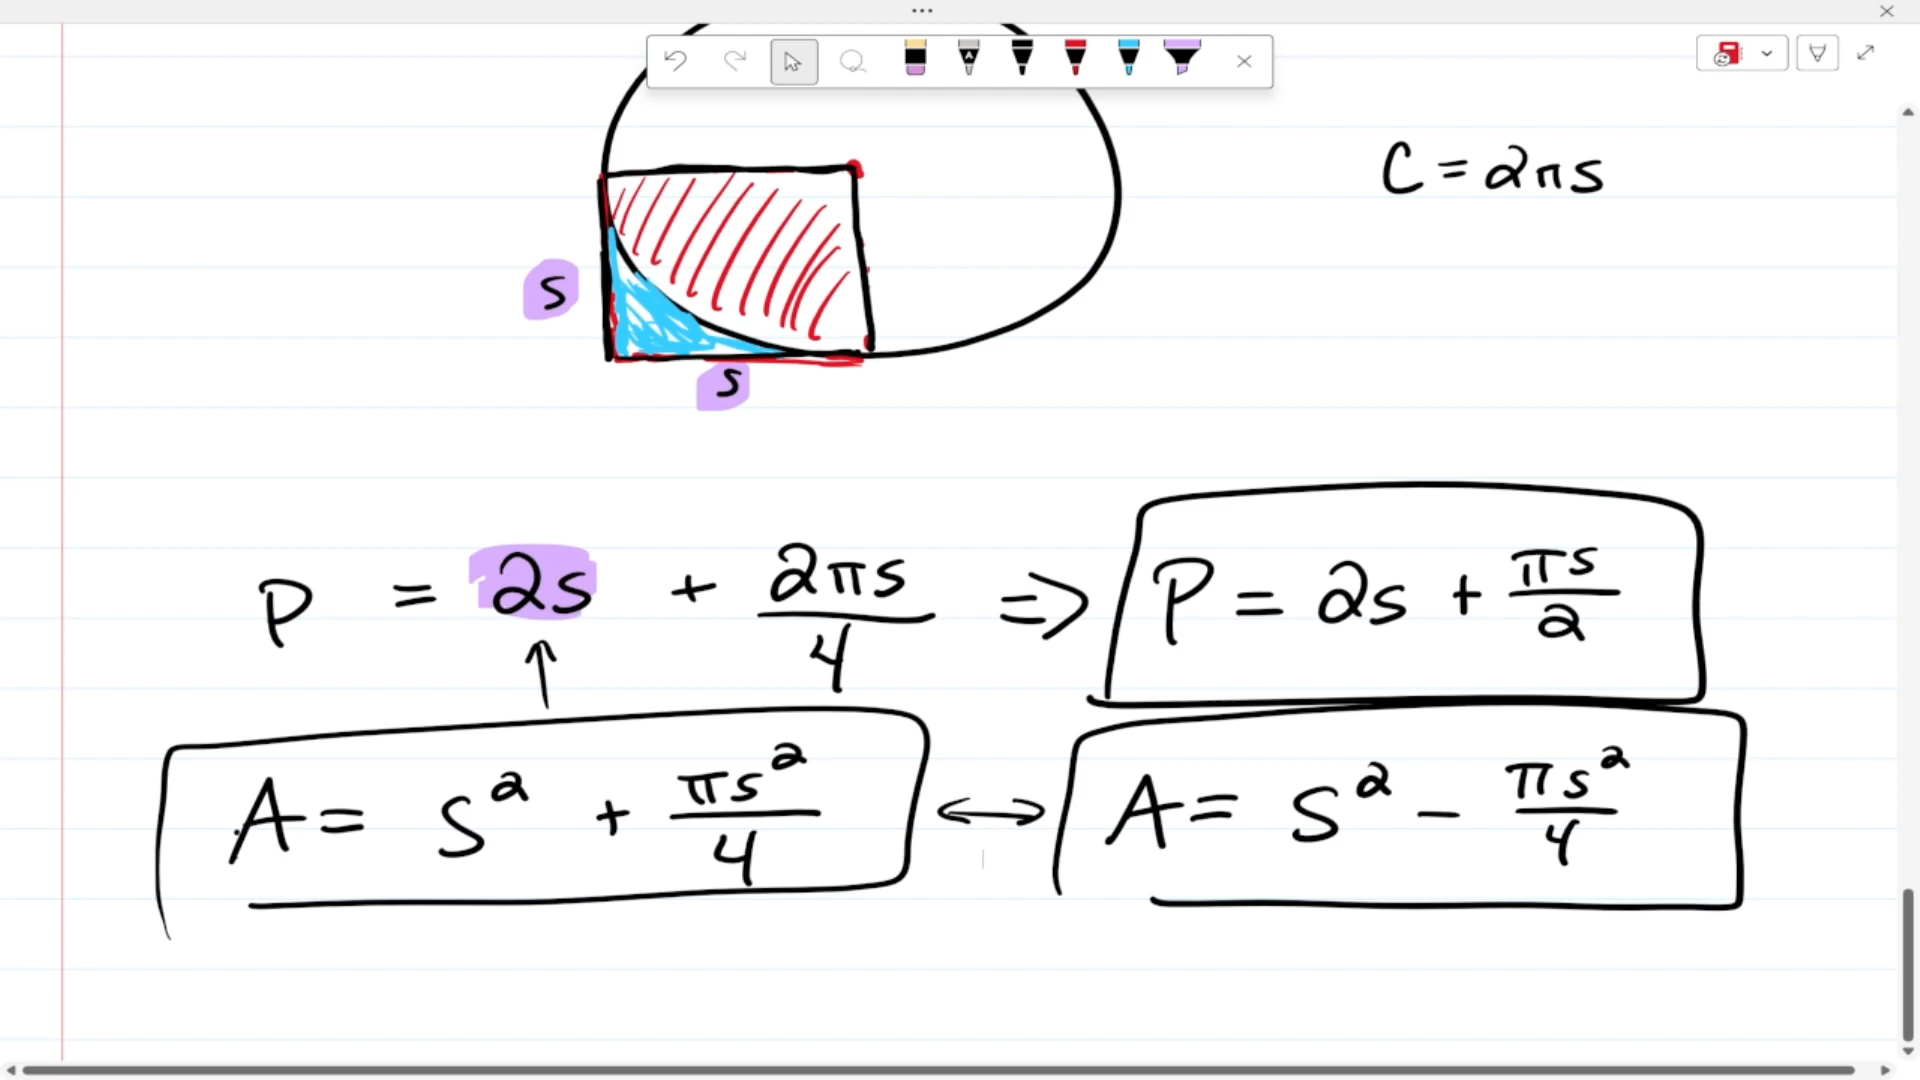 C = 2πs
s
s
P = 2s + 2πs/4 ⇒ P = 2s + πs/2
A = s² + πs²/4 ↔ A = s² - πs²/4